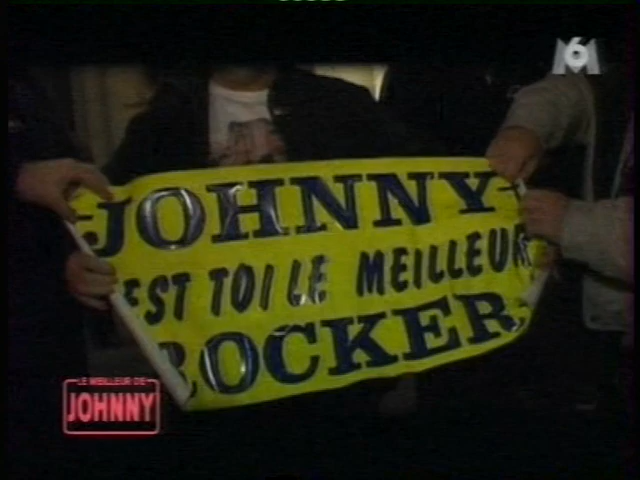 M6
JOHNNY
EST TOI LE MEILLEUR
ROCKER
LE MEILLEUR DE
JOHNNY